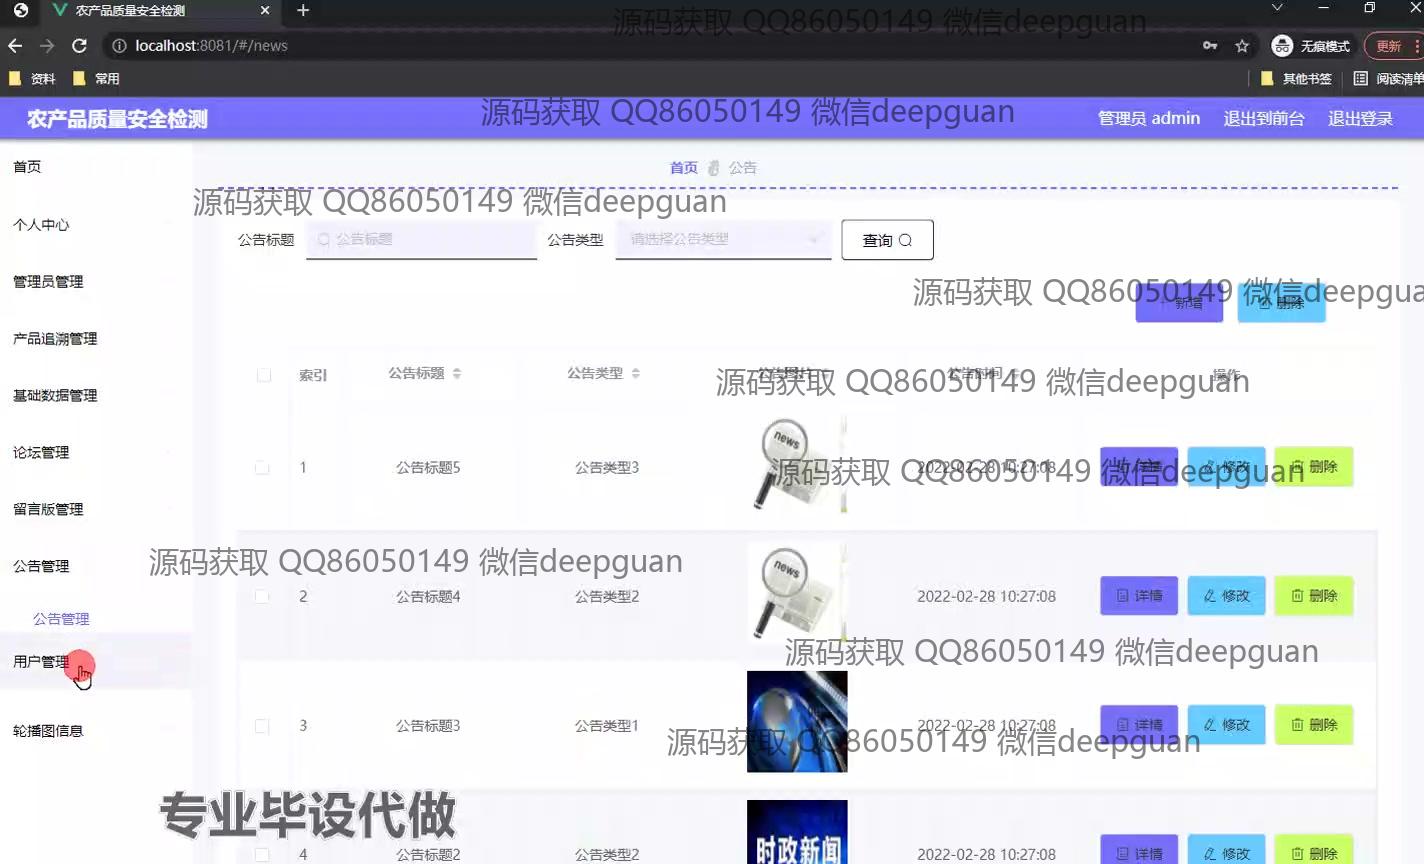 农产品质量安全检测
源码获取 QQ86050149 微信deepguan
localhost:8081/#/news
无痕模式
更新
资料
常用
其他书签
阅读清单
农产品质量安全检测
源码获取 QQ86050149 微信deepguan
管理员 admin
退出到前台
退出登录
首页
个人中心
管理员管理
产品追溯管理
基础数据管理
论坛管理
留言版管理
公告管理
公告管理
用户管理
轮播图信息
首页 公告
源码获取 QQ86050149 微信deepguan
公告标题 公告标题 公告类型 请选择公告类型 查询
源码获取 QQ86050149 微信deepgua
新增 删除
索引 公告标题 公告类型 公告图片 公告时间 操作
源码获取 QQ86050149 微信deepguan
news
1 公告标题5 公告类型3 2022-02-28 10:27:08 详情 修改 删除
源码获取 QQ86050149 微信deepguan
源码获取 QQ86050149 微信deepguan
news
2 公告标题4 公告类型2 2022-02-28 10:27:08 详情 修改 删除
源码获取 QQ86050149 微信deepguan
3 公告标题3 公告类型1 2022-02-28 10:27:08 详情 修改 删除
源码获取 QQ86050149 微信deepguan
专业毕设代做
时政新闻
4 公告标题2 公告类型2 2022-02-28 10:27:08 详情 修改 删除